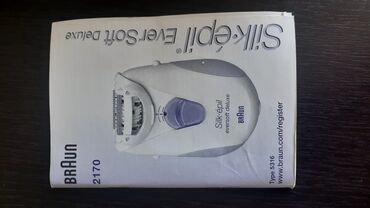 Silk·épil® EverSoft Deluxe
Silk·épil
eversoft deluxe
BRAUN
BRAUN
2170
Type 5316
www.braun.com/register